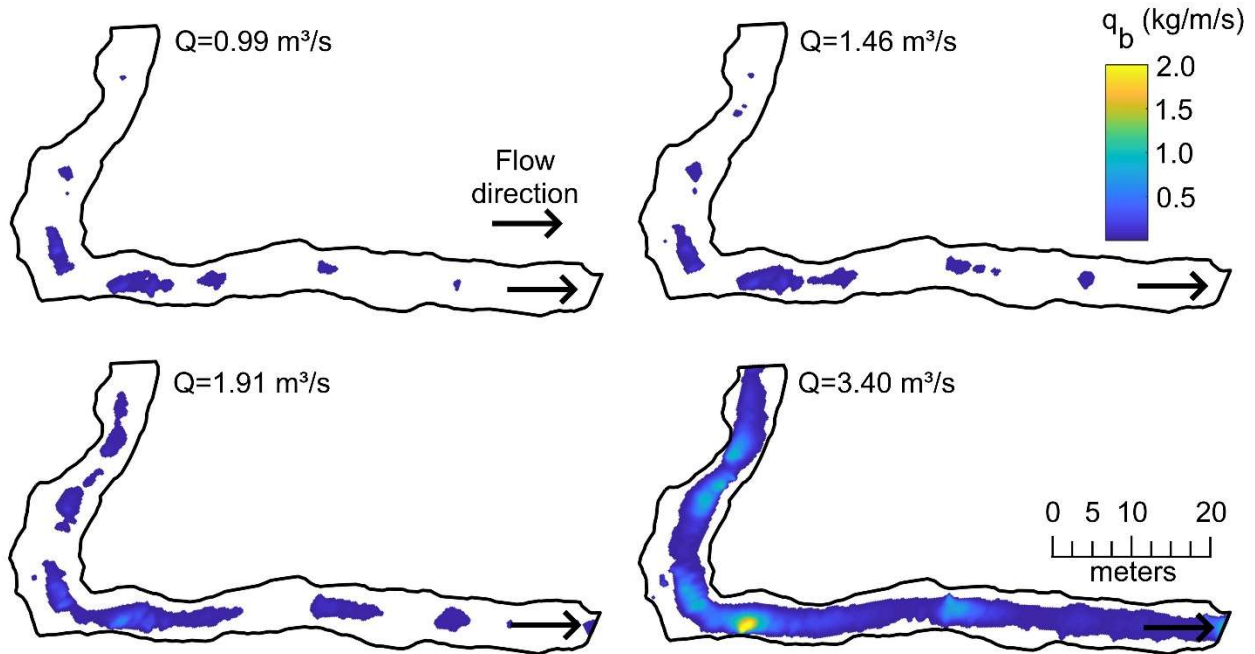 Q=0.99 m³/s
Q=1.46 m³/s
q_b (kg/m/s)
2.0
1.5
1.0
0.5
Flow
direction
Q=1.91 m³/s
Q=3.40 m³/s
0 5 10 20
meters